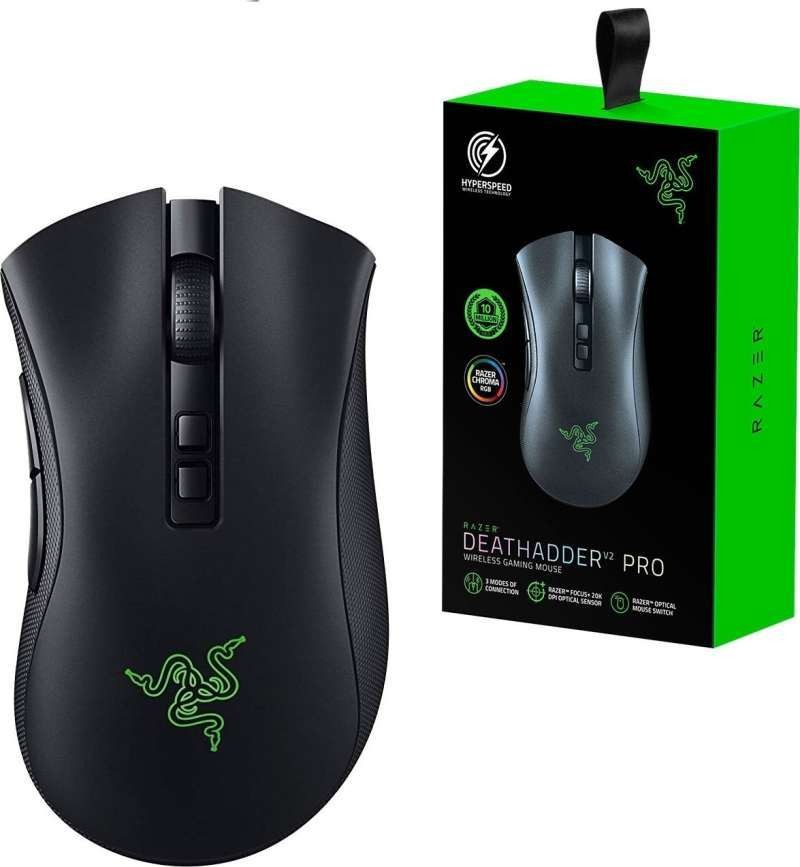 HYPERSPEED
WIRELESS TECHNOLOGY
10
MILLION
RAZER
CHROMA
RGB
RAZER
RAZER™
DEATHADDER V2 PRO
WIRELESS GAMING MOUSE
3 MODES OF
CONNECTION
RAZER™ FOCUS+ 20K
DPI OPTICAL SENSOR
RAZER™ OPTICAL
MOUSE SWITCH